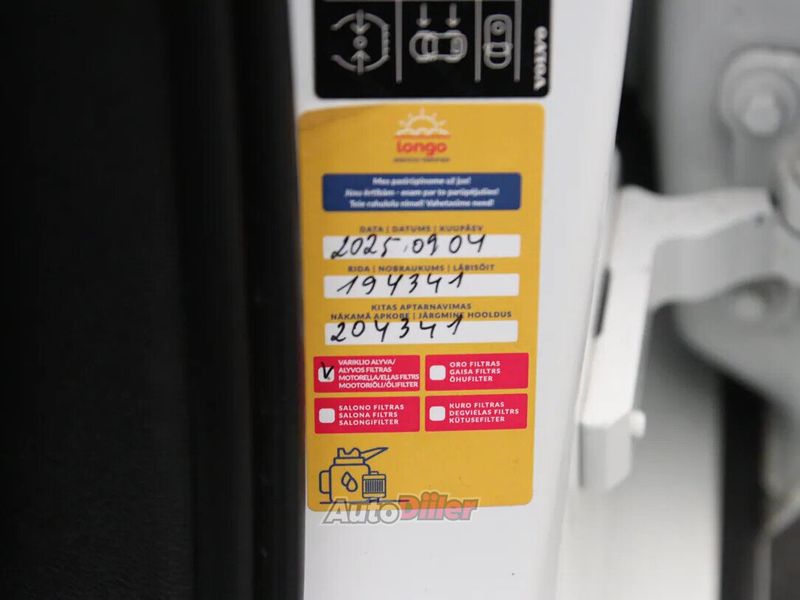 VOLVO
longo
Mes pasirūpinome už jus!
Jūsu ērtībām - esam par to parūpējušies!
Teie rahulolu nimel! Vahetasime need!
DATA | DATUMS | KUUPÄEV
2025.09 04
RIDA | NOBRAUKUMS | LÄBISÕIT
194341
KITAS APTARNAVIMAS
NĀKAMĀ APKOPE | JÄRGMINE HOOLDUS
204341
V
VARIKLIO ALYVA/
ALYVOS FILTRAS
MOTOREĻĻA/EĻĻAS FILTRS
MOOTORIÕLI/ÕLIFILTER
ORO FILTRAS
GAISA FILTRS
ÕHUFILTER
SALONO FILTRAS
SALONA FILTRS
SALONGIFILTER
KURO FILTRAS
DEGVIELAS FILTRS
KÜTUSEFILTER
AutoDiiler